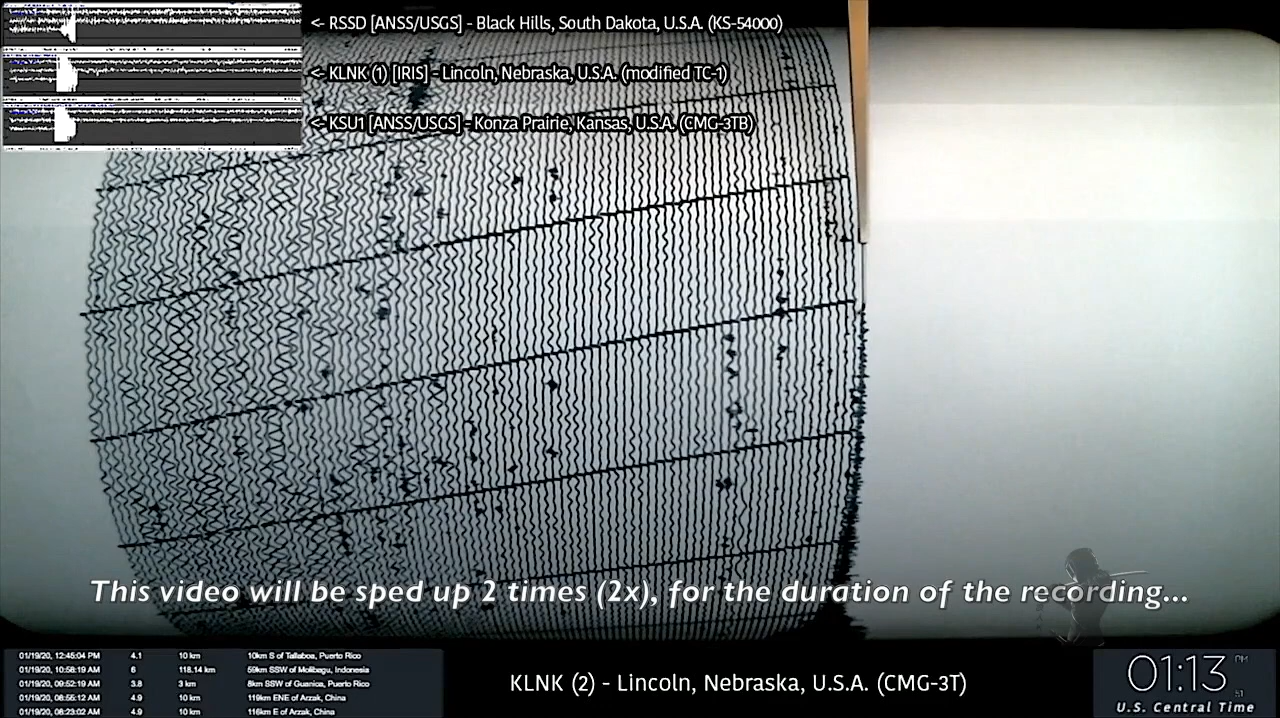 <- RSSD [ANSS/USGS] - Black Hills, South Dakota, U.S.A. (KS-54000)
<- KLNK (1) [IRIS] - Lincoln, Nebraska, U.S.A. (modified TC-1)
<- KSU1 [ANSS/USGS] - Konza Prairie, Kansas, U.S.A. (CMG-3TB)
This video will be sped up 2 times (2x), for the duration of the recording...
01/19/20, 12:45:04 PM 4.1 10 km 10km S of Tallaboa, Puerto Rico
01/19/20, 10:58:19 AM 6 118.14 km 59km SSW of Molibagu, Indonesia
01/19/20, 09:52:19 AM 3.8 3 km 8km SSW of Guanica, Puerto Rico
01/19/20, 08:55:12 AM 4.9 10 km 119km ENE of Arzak, China
01/19/20, 08:23:02 AM 4.9 10 km 116km E of Arzak, China
KLNK (2) - Lincoln, Nebraska, U.S.A. (CMG-3T)
01:13 PM 51
U.S. Central Time